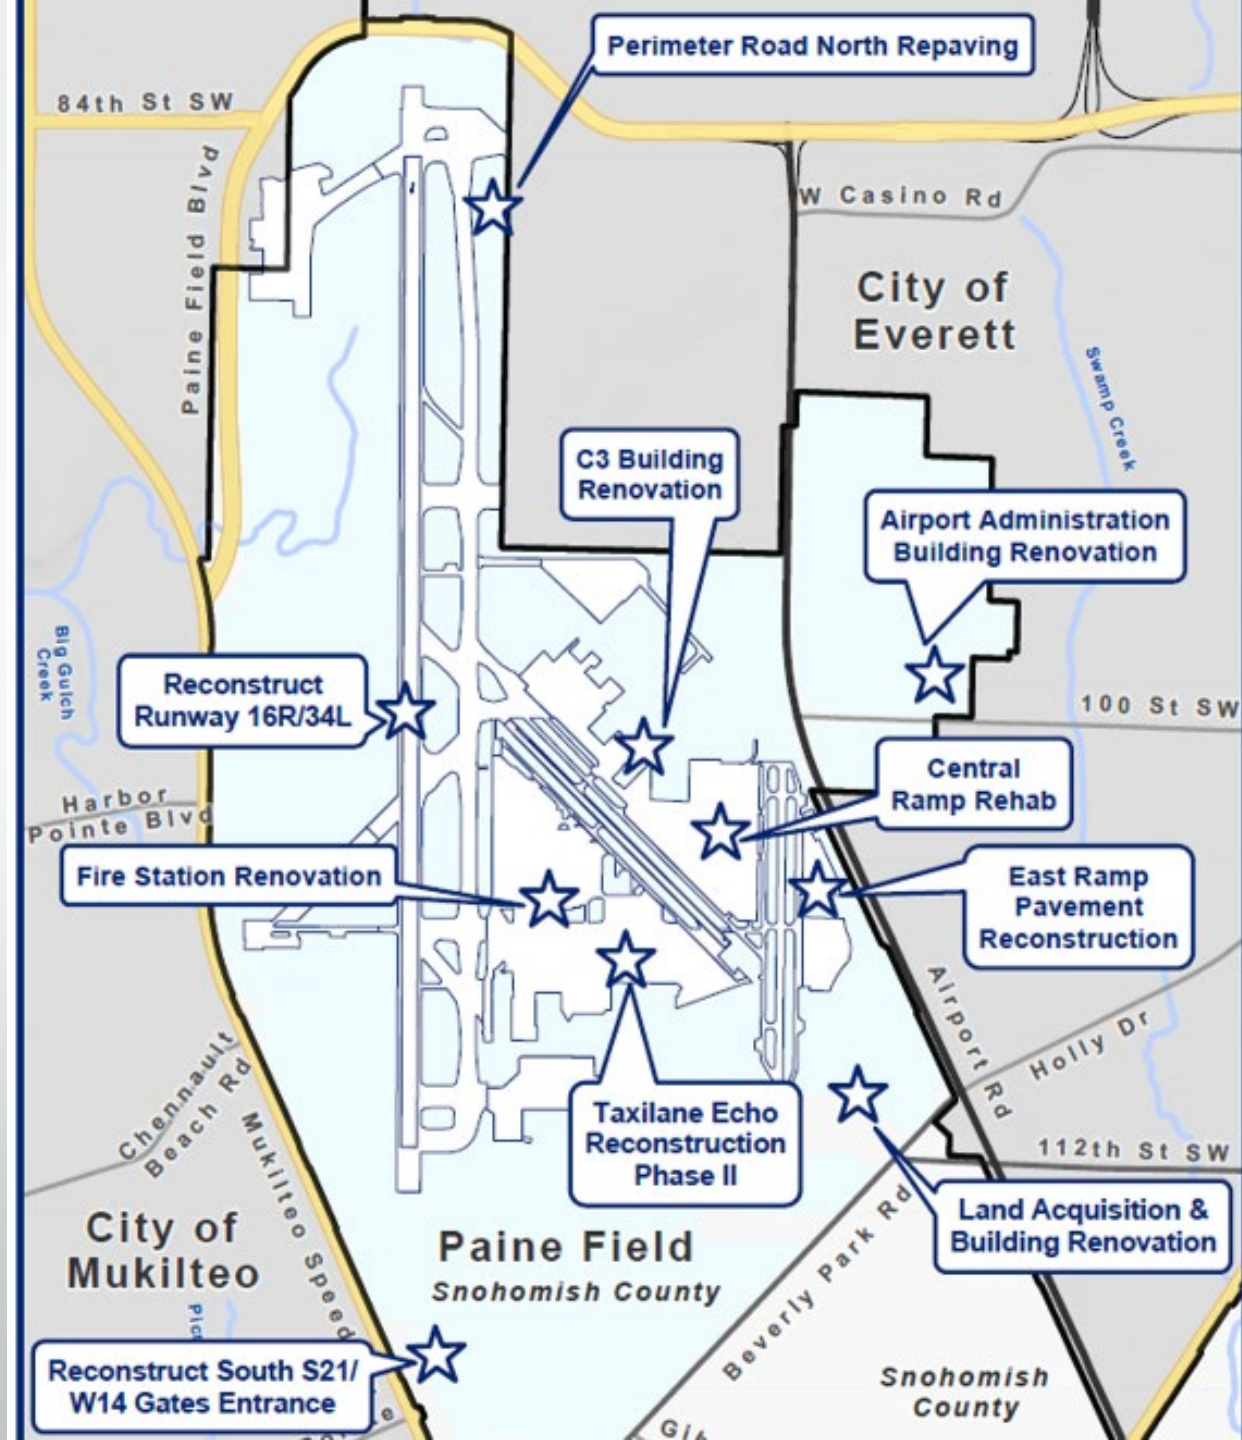 Perimeter Road North Repaving
84th St SW
Paine Field Blvd
W Casino Rd
City of
Everett
Swamp Creek
C3 Building
Renovation
Airport Administration
Building Renovation
Big Gulch
Creek
Reconstruct
Runway 16R/34L
100 St SW
Central
Ramp Rehab
Harbor
Pointe Blvd
Fire Station Renovation
East Ramp
Pavement
Reconstruction
Airport Rd
Holly Dr
Chennault
Beach Rd
Mukilteo Speed
Taxilane Echo
Reconstruction
Phase II
112th St SW
Land Acquisition &
Building Renovation
City of
Mukilteo
Paine Field
Snohomish County
Beverly Park Rd
Reconstruct South S21/
W14 Gates Entrance
Snohomish
County